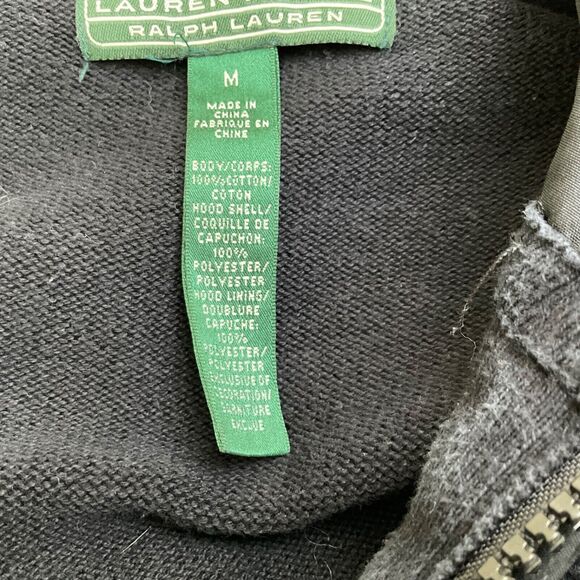 LAUREN
RALPH LAUREN
M
MADE IN
CHINA
FABRIQUE EN
CHINE
BODY/CORPS:
100%COTTON/
COTON
HOOD SHELL/
COQUILLE DE
CAPUCHON:
100%
POLYESTER/
POLYESTER
HOOD LINING/
DOUBLURE
CAPUCHE:
100%
POLYESTER/
POLYESTER
EXCLUSIVE OF
DECORATION/
GARNITURE
EXCLUE